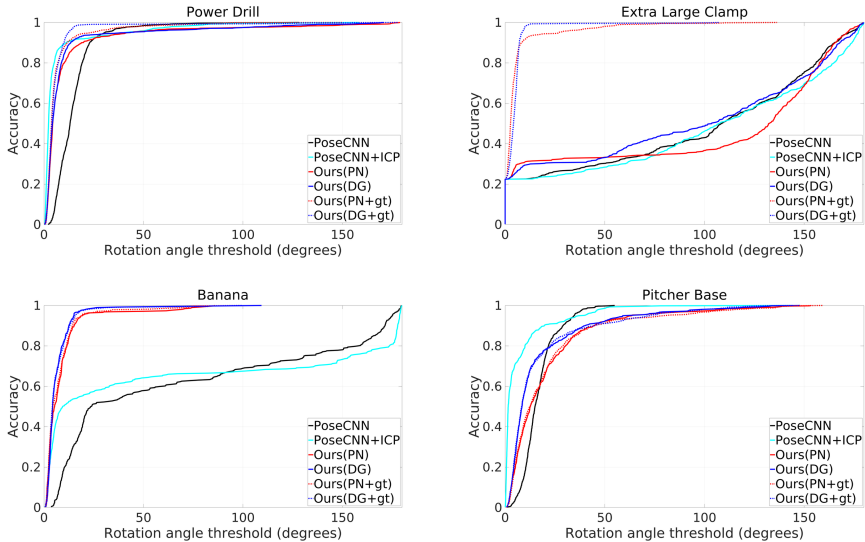 Power Drill
Accuracy
1
0.8
0.6
0.4
0.2
0
0
50
100
150
Rotation angle threshold (degrees)
PoseCNN
PoseCNN+ICP
Ours(PN)
Ours(DG)
Ours(PN+gt)
Ours(DG+gt)
Extra Large Clamp
Accuracy
1
0.8
0.6
0.4
0.2
0
0
50
100
150
Rotation angle threshold (degrees)
PoseCNN
PoseCNN+ICP
Ours(PN)
Ours(DG)
Ours(PN+gt)
Ours(DG+gt)
Banana
Accuracy
1
0.8
0.6
0.4
0.2
0
0
50
100
150
Rotation angle threshold (degrees)
PoseCNN
PoseCNN+ICP
Ours(PN)
Ours(DG)
Ours(PN+gt)
Ours(DG+gt)
Pitcher Base
Accuracy
1
0.8
0.6
0.4
0.2
0
0
50
100
150
Rotation angle threshold (degrees)
PoseCNN
PoseCNN+ICP
Ours(PN)
Ours(DG)
Ours(PN+gt)
Ours(DG+gt)